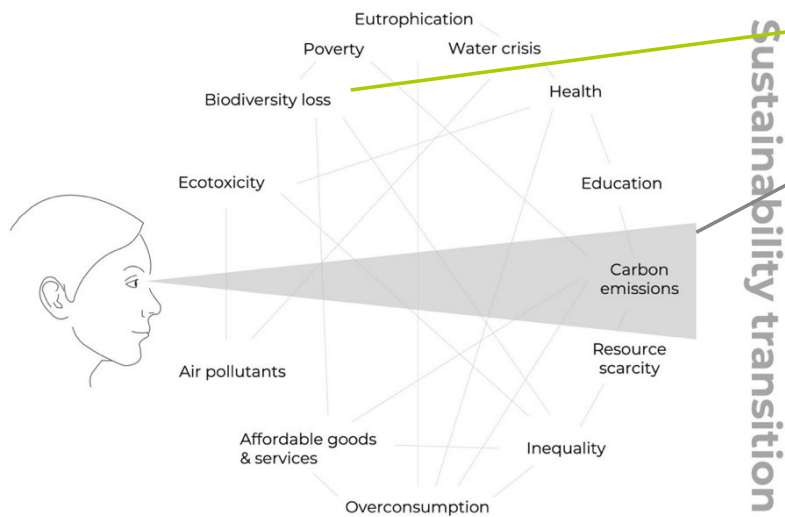 Eutrophication
Poverty
Water crisis
Biodiversity loss
Health
Ecotoxicity
Education
Carbon
emissions
Resource
scarcity
Air pollutants
Affordable goods
& services
Inequality
Overconsumption
Sustainability transition